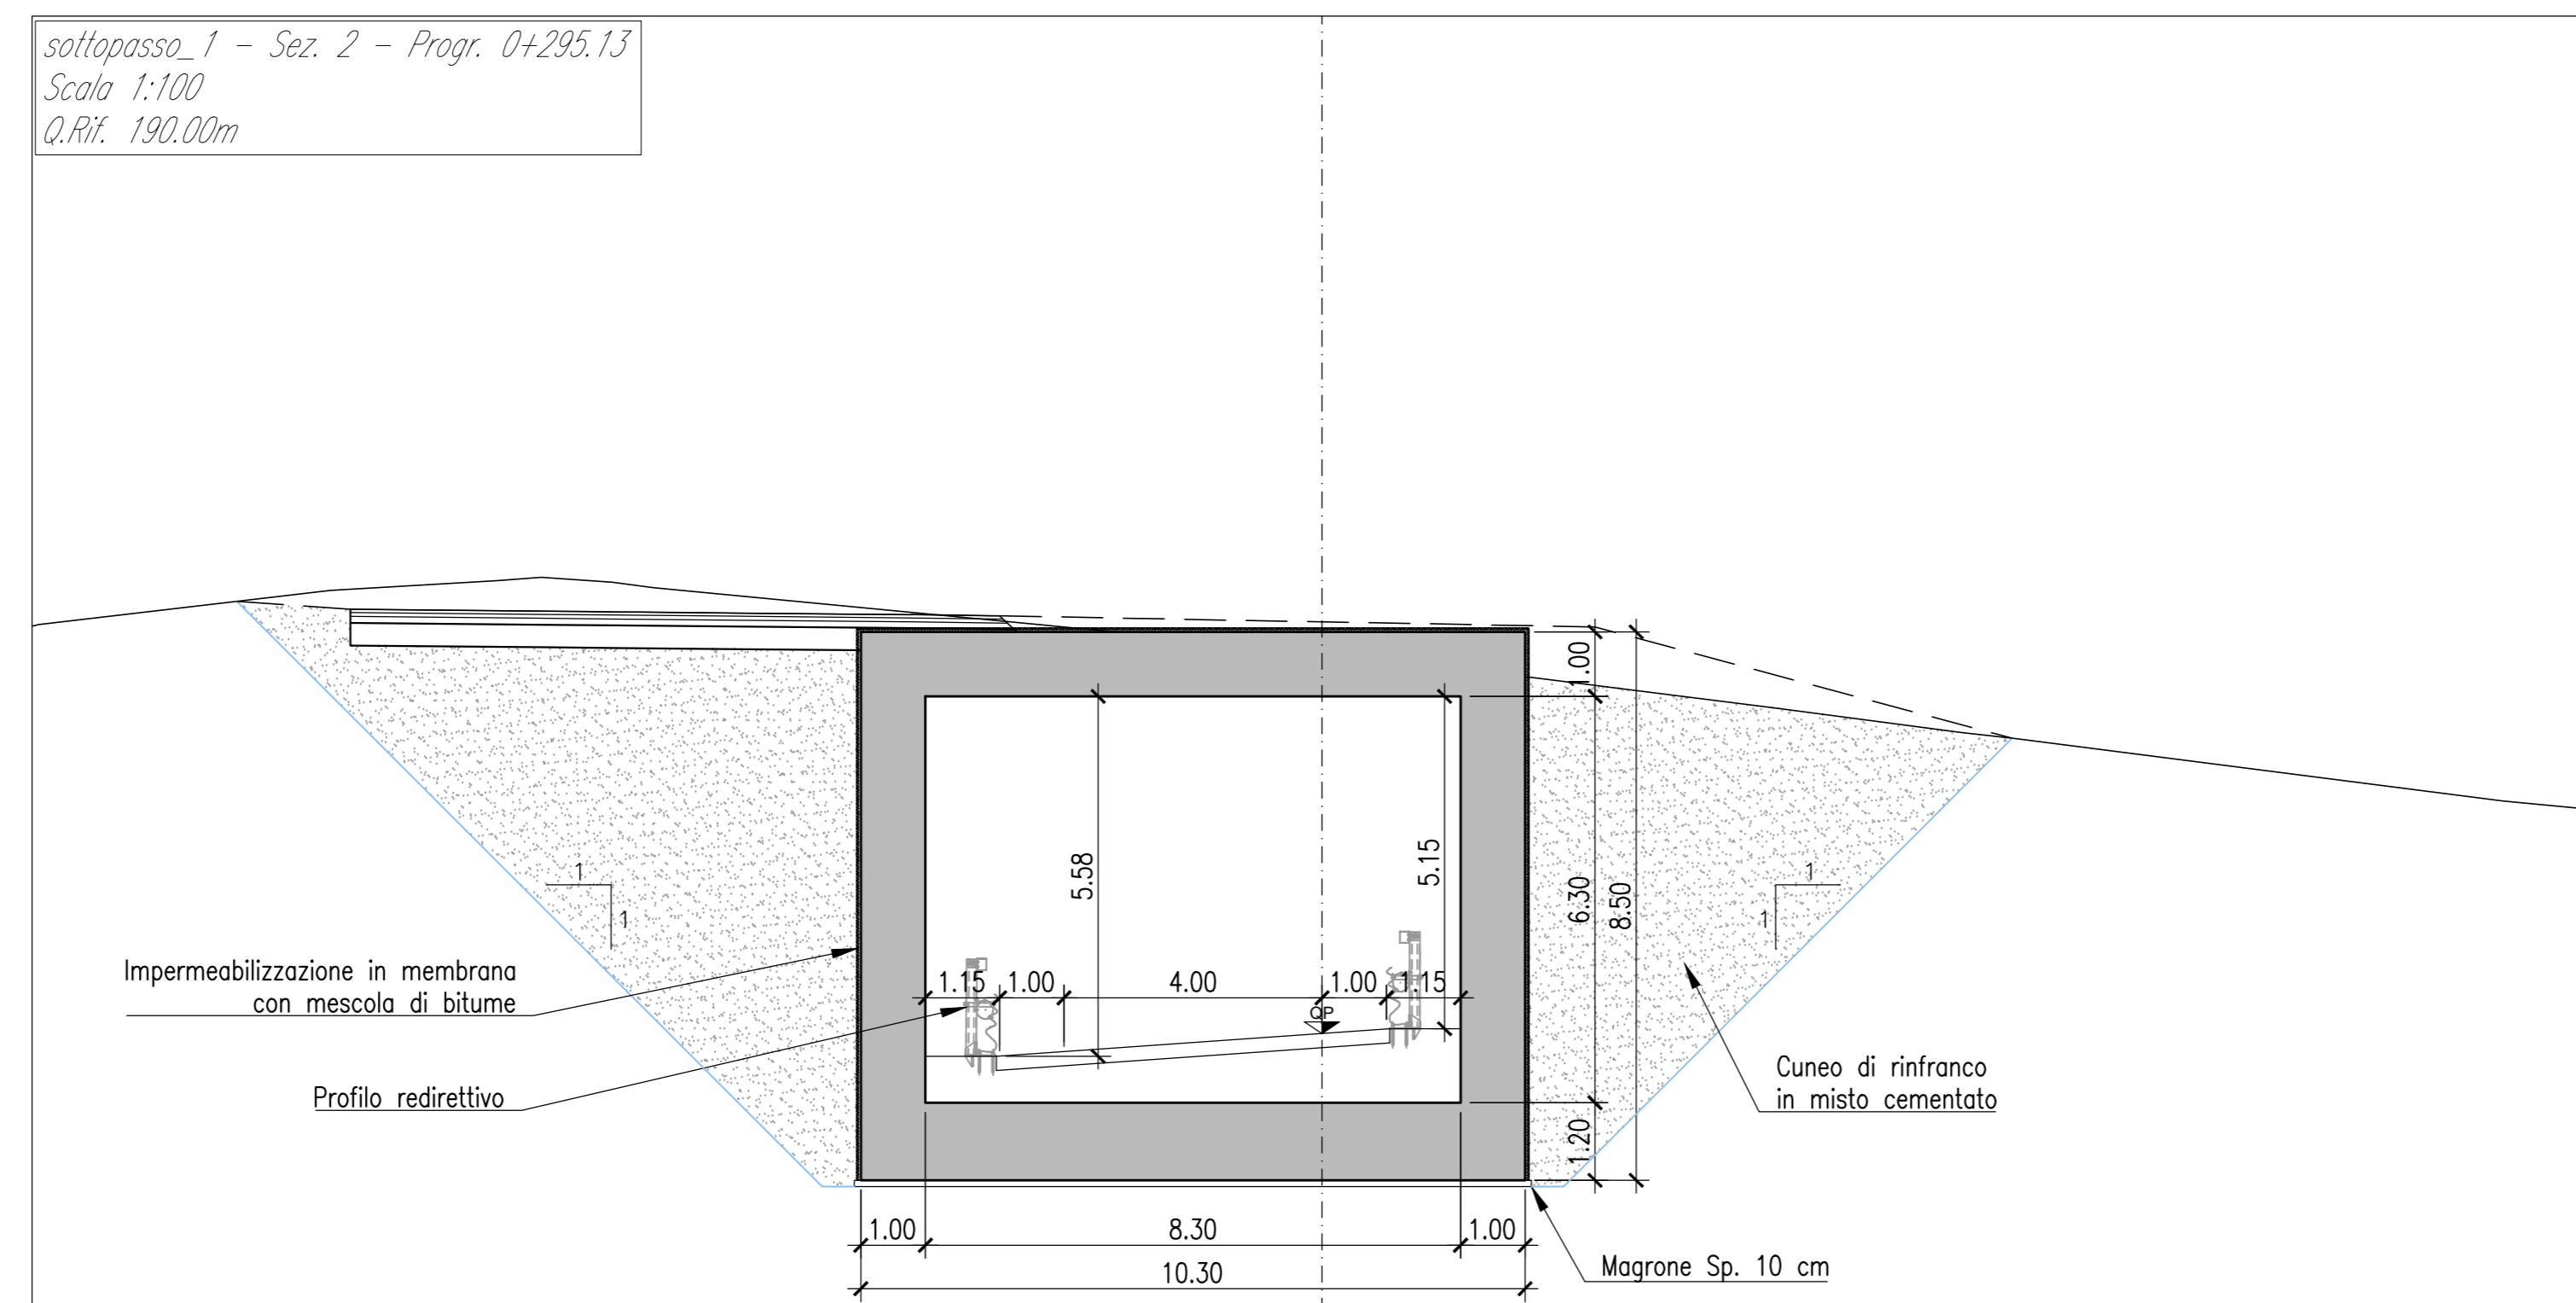 sottopasso_1 - Sez. 2 - Progr. 0+295.13
Scala 1:100
Q.Rif. 190.00m
1.00
5.58
5.15
6.30
8.50
1
1
1
1
Impermeabilizzazione in membrana
con mescola di bitume
1.15
1.00
4.00
1.00
1.15
QP
Profilo redirettivo
Cuneo di rinfranco
in misto cementato
1.20
1.00
8.30
1.00
10.30
Magrone Sp. 10 cm